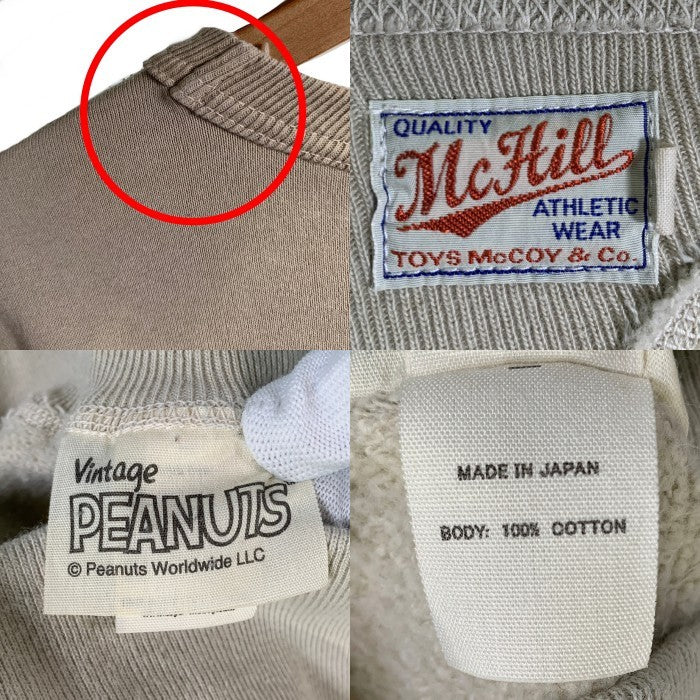 QUALITY
McHill
ATHLETIC
WEAR
TOYS McCOY & Co.
Vintage
PEANUTS
© Peanuts Worldwide LLC
MADE IN JAPAN
BODY: 100% COTTON